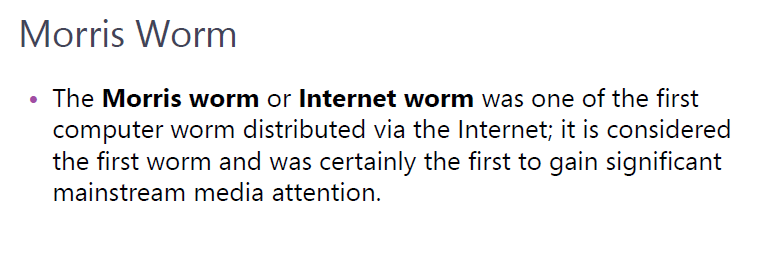 Morris Worm
• The Morris worm or Internet worm was one of the first
computer worm distributed via the Internet; it is considered
the first worm and was certainly the first to gain significant
mainstream media attention.